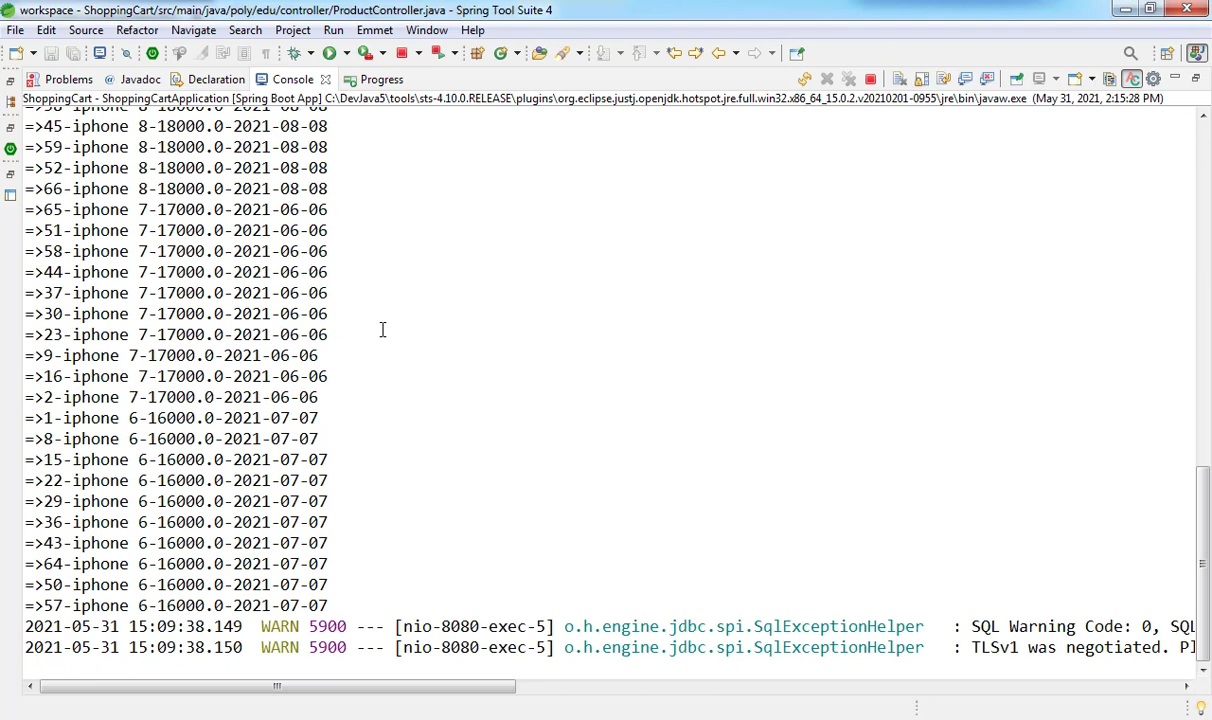 workspace - ShoppingCart/src/main/java/poly/edu/controller/ProductController.java - Spring Tool Suite 4
File Edit Source Refactor Navigate Search Project Run Emmet Window Help
Problems @ Javadoc Declaration Console Progress
ShoppingCart - ShoppingCartApplication [Spring Boot App] C:\DevJava5\tools\sts-4.10.0.RELEASE\plugins\org.eclipse.justj.openjdk.hotspot.jre.full.win32.x86_64_15.0.2.v20210201-0955\jre\bin\javaw.exe (May 31, 2021, 2:15:28 PM)
=>38-iphone 8-18000.0-2021-08-08
=>45-iphone 8-18000.0-2021-08-08
=>59-iphone 8-18000.0-2021-08-08
=>52-iphone 8-18000.0-2021-08-08
=>66-iphone 8-18000.0-2021-08-08
=>65-iphone 7-17000.0-2021-06-06
=>51-iphone 7-17000.0-2021-06-06
=>58-iphone 7-17000.0-2021-06-06
=>44-iphone 7-17000.0-2021-06-06
=>37-iphone 7-17000.0-2021-06-06
=>30-iphone 7-17000.0-2021-06-06
=>23-iphone 7-17000.0-2021-06-06
=>9-iphone 7-17000.0-2021-06-06
=>16-iphone 7-17000.0-2021-06-06
=>2-iphone 7-17000.0-2021-06-06
=>1-iphone 6-16000.0-2021-07-07
=>8-iphone 6-16000.0-2021-07-07
=>15-iphone 6-16000.0-2021-07-07
=>22-iphone 6-16000.0-2021-07-07
=>29-iphone 6-16000.0-2021-07-07
=>36-iphone 6-16000.0-2021-07-07
=>43-iphone 6-16000.0-2021-07-07
=>64-iphone 6-16000.0-2021-07-07
=>50-iphone 6-16000.0-2021-07-07
=>57-iphone 6-16000.0-2021-07-07
2021-05-31 15:09:38.149 WARN 5900 --- [nio-8080-exec-5] o.h.engine.jdbc.spi.SqlExceptionHelper : SQL Warning Code: 0, SQL
2021-05-31 15:09:38.150 WARN 5900 --- [nio-8080-exec-5] o.h.engine.jdbc.spi.SqlExceptionHelper : TLSv1 was negotiated. Pl